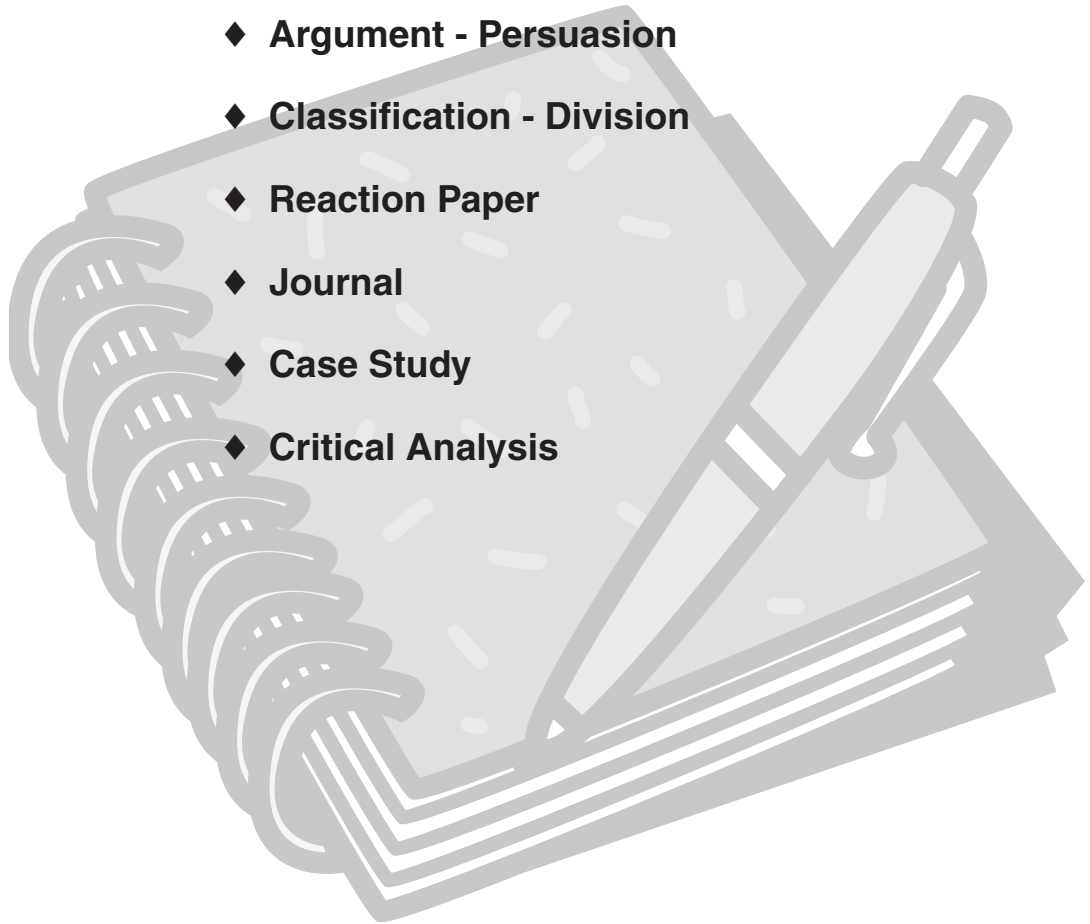 ♦ Argument - Persuasion
♦ Classification - Division
♦ Reaction Paper
♦ Journal
♦ Case Study
♦ Critical Analysis